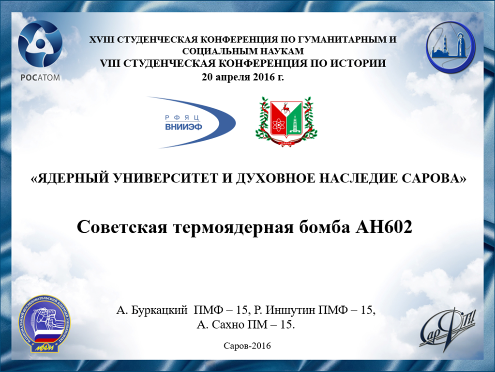 XVIII СТУДЕНЧЕСКАЯ КОНФЕРЕНЦИЯ ПО ГУМАНИТАРНЫМ И
СОЦИАЛЬНЫМ НАУКАМ
VIII СТУДЕНЧЕСКАЯ КОНФЕРЕНЦИЯ ПО ИСТОРИИ
20 апреля 2016 г.
РОСАТОМ
РФЯЦ
ВНИИЭФ
«ЯДЕРНЫЙ УНИВЕРСИТЕТ И ДУХОВНОЕ НАСЛЕДИЕ САРОВА»
Советская термоядерная бомба АН602
А. Буркацкий ПМФ – 15, Р. Иншутин ПМФ – 15,
А. Сахно ПМ – 15.
Саров-2016
СарФТИ